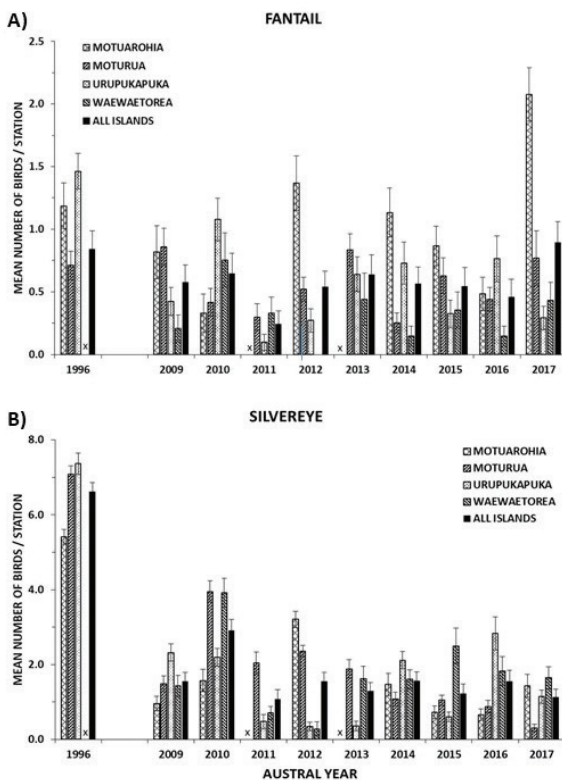 A)
FANTAIL
MOTUAROHIA
MOTURUA
URUPUKAPUKA
WAEWAETOREA
ALL ISLANDS
MEAN NUMBER OF BIRDS / STATION
2.5
2.0
1.5
1.0
0.5
0.0
x x x
1996 2009 2010 2011 2012 2013 2014 2015 2016 2017
B)
SILVEREYE
MOTUAROHIA
MOTURUA
URUPUKAPUKA
WAEWAETOREA
ALL ISLANDS
MEAN NUMBER OF BIRDS / STATION
8.0
6.0
4.0
2.0
0.0
x x x
1996 2009 2010 2011 2012 2013 2014 2015 2016 2017
AUSTRAL YEAR